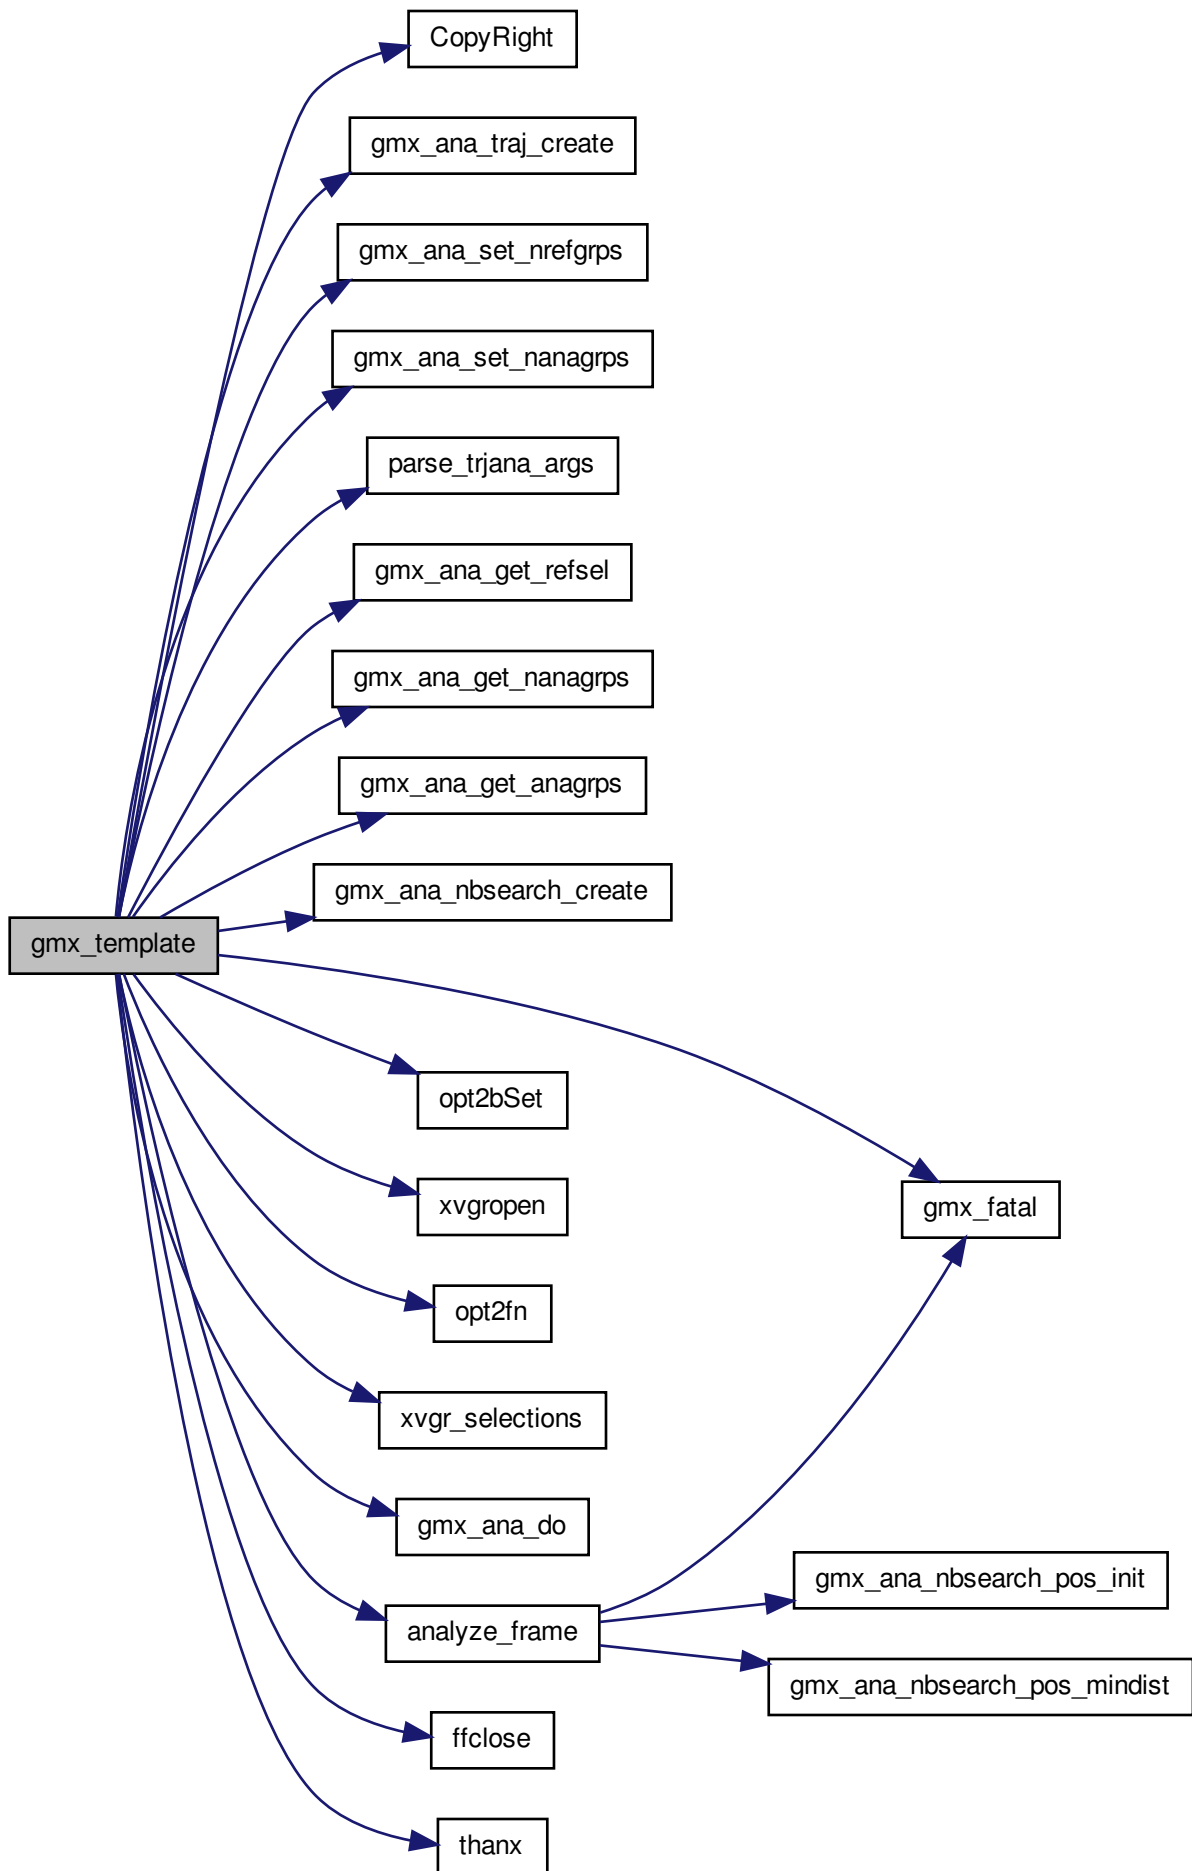 CopyRight
gmx_ana_traj_create
gmx_ana_set_nrefgrps
gmx_ana_set_nanagrps
parse_trjana_args
gmx_ana_get_refsel
gmx_ana_get_nanagrps
gmx_ana_get_anagrps
gmx_ana_nbsearch_create
gmx_template
opt2bSet
xvgropen
gmx_fatal
opt2fn
xvgr_selections
gmx_ana_do
gmx_ana_nbsearch_pos_init
analyze_frame
gmx_ana_nbsearch_pos_mindist
ffclose
thanx